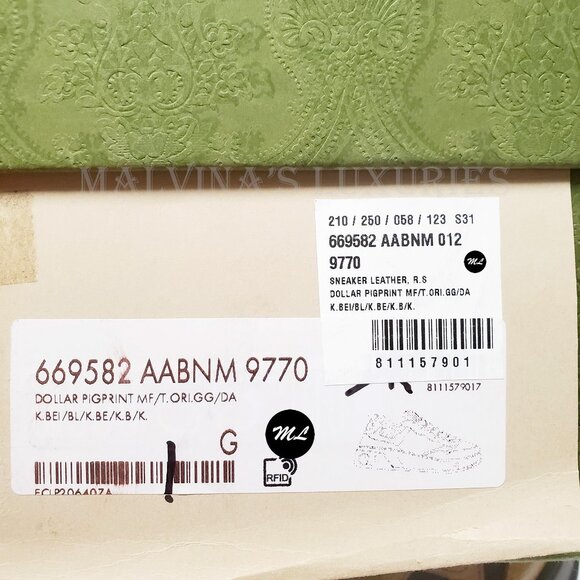 MALVINA'S LUXURIES
210 / 250 / 058 / 123 S31
669582 AABNM 012
9770
ML
SNEAKER LEATHER, R.S
DOLLAR PIGPRINT MF/T.ORI.GG/DA
K.BEI/BL/K.BE/K.B/K.
811157901
669582 AABNM 9770
DOLLAR PIGPRINT MF/T.ORI.GG/DA
K.BEI/BL/K.BE/K.B/K.
8111579017
G
ML
RFID
ECLP206407A